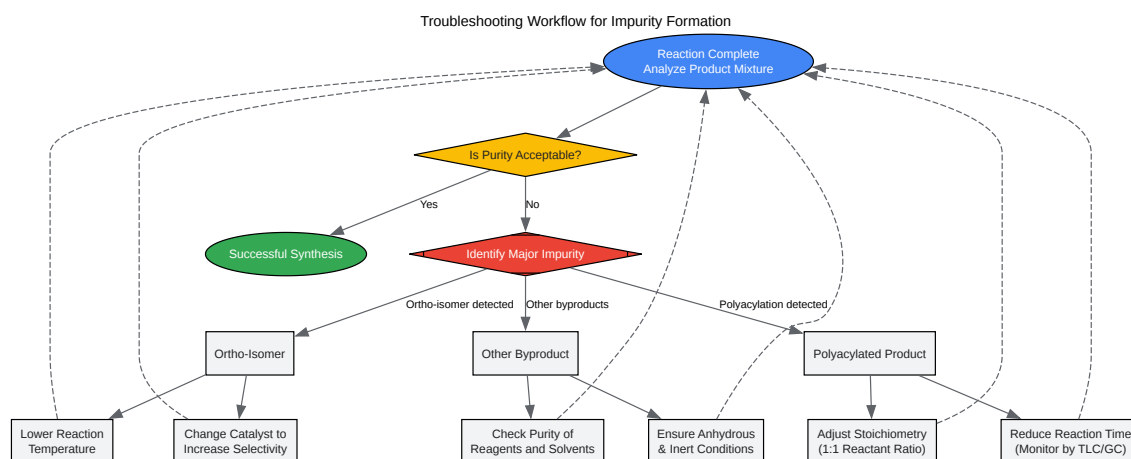 Troubleshooting Workflow for Impurity Formation
Reaction Complete
Analyze Product Mixture
Is Purity Acceptable?
Yes
No
Successful Synthesis
Identify Major Impurity
Ortho-isomer detected
Other byproducts
Polyacylation detected
Ortho-Isomer
Other Byproduct
Polyacylated Product
Lower Reaction
Temperature
Change Catalyst to
Increase Selectivity
Check Purity of
Reagents and Solvents
Ensure Anhydrous
& Inert Conditions
Adjust Stoichiometry
(1:1 Reactant Ratio)
Reduce Reaction Time
(Monitor by TLC/GC)